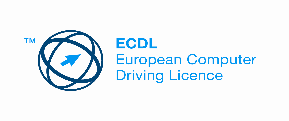 TM
ECDL
European Computer
Driving Licence